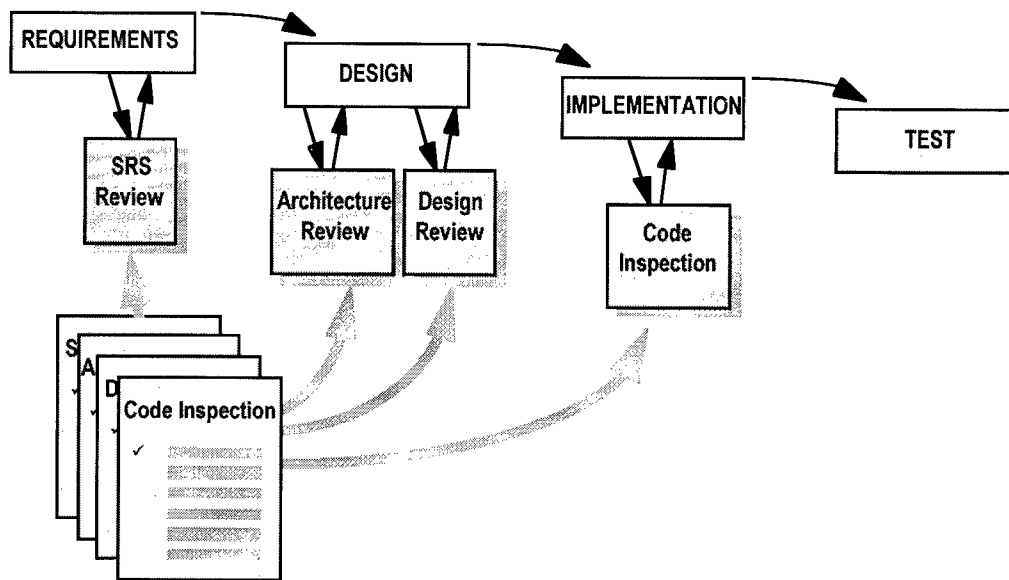 REQUIREMENTS
DESIGN
IMPLEMENTATION
TEST
SRS
Review
Architecture
Review
Design
Review
Code
Inspection
S
A
D
Code Inspection